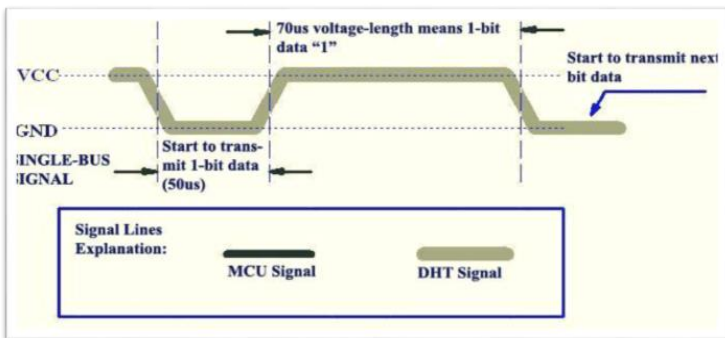 70us voltage-length means 1-bit
data “1”
Start to transmit next
bit data
VCC
GND
SINGLE-BUS
SIGNAL
Start to trans-
mit 1-bit data
(50us)
Signal Lines
Explanation:
MCU Signal
DHT Signal